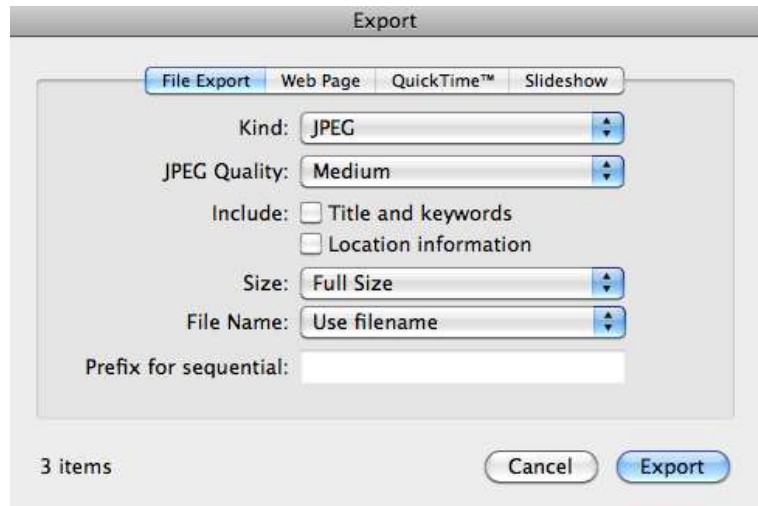 Export
File Export Web Page QuickTime™ Slideshow
Kind: JPEG
JPEG Quality: Medium
Include: Title and keywords
Location information
Size: Full Size
File Name: Use filename
Prefix for sequential:
3 items Cancel Export